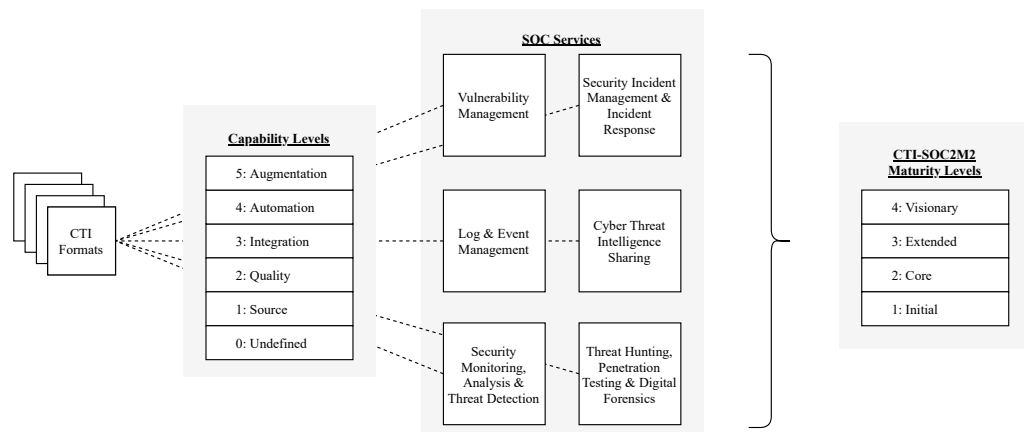 CTI
Formats
Capability Levels
5: Augmentation
4: Automation
3: Integration
2: Quality
1: Source
0: Undefined
SOC Services
Vulnerability
Management
Security Incident
Management &
Incident
Response
Log & Event
Management
Cyber Threat
Intelligence
Sharing
Security
Monitoring,
Analysis &
Threat Detection
Threat Hunting,
Penetration
Testing & Digital
Forensics
CTI-SOC2M2
Maturity Levels
4: Visionary
3: Extended
2: Core
1: Initial